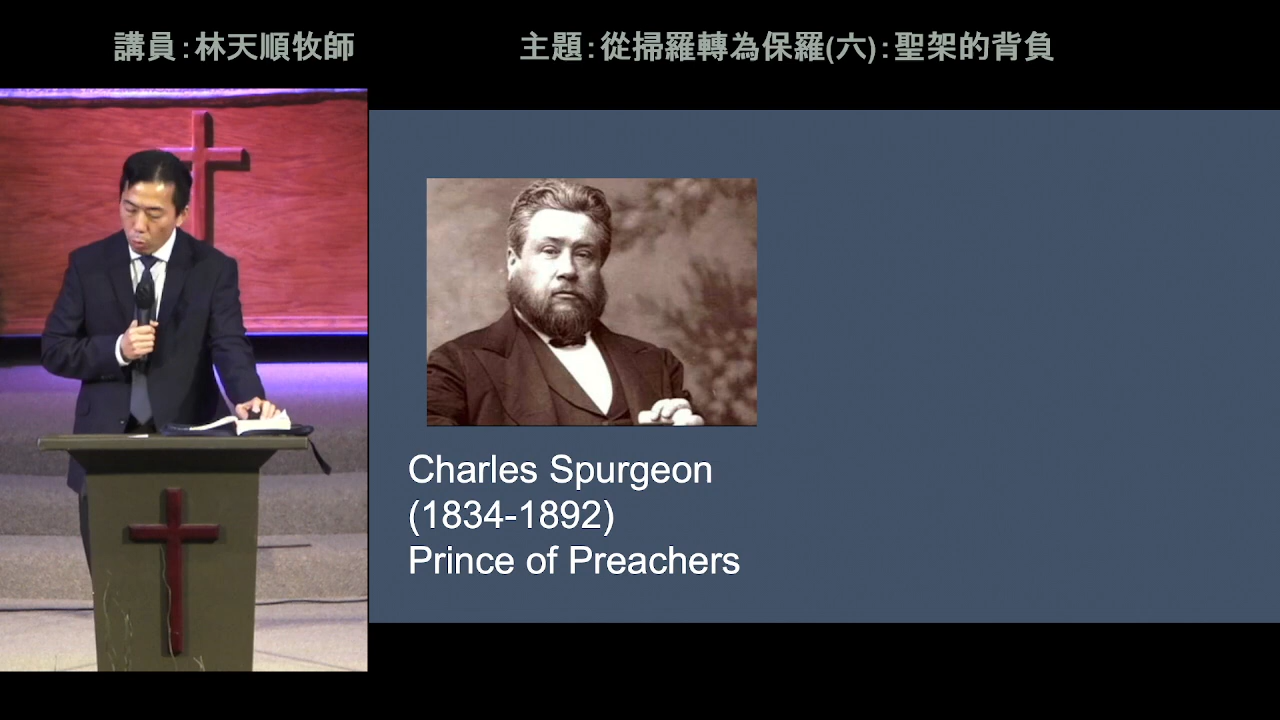 講員：林天順牧師
主題：從掃羅轉為保羅(六)：聖架的背負
Charles Spurgeon
(1834-1892)
Prince of Preachers